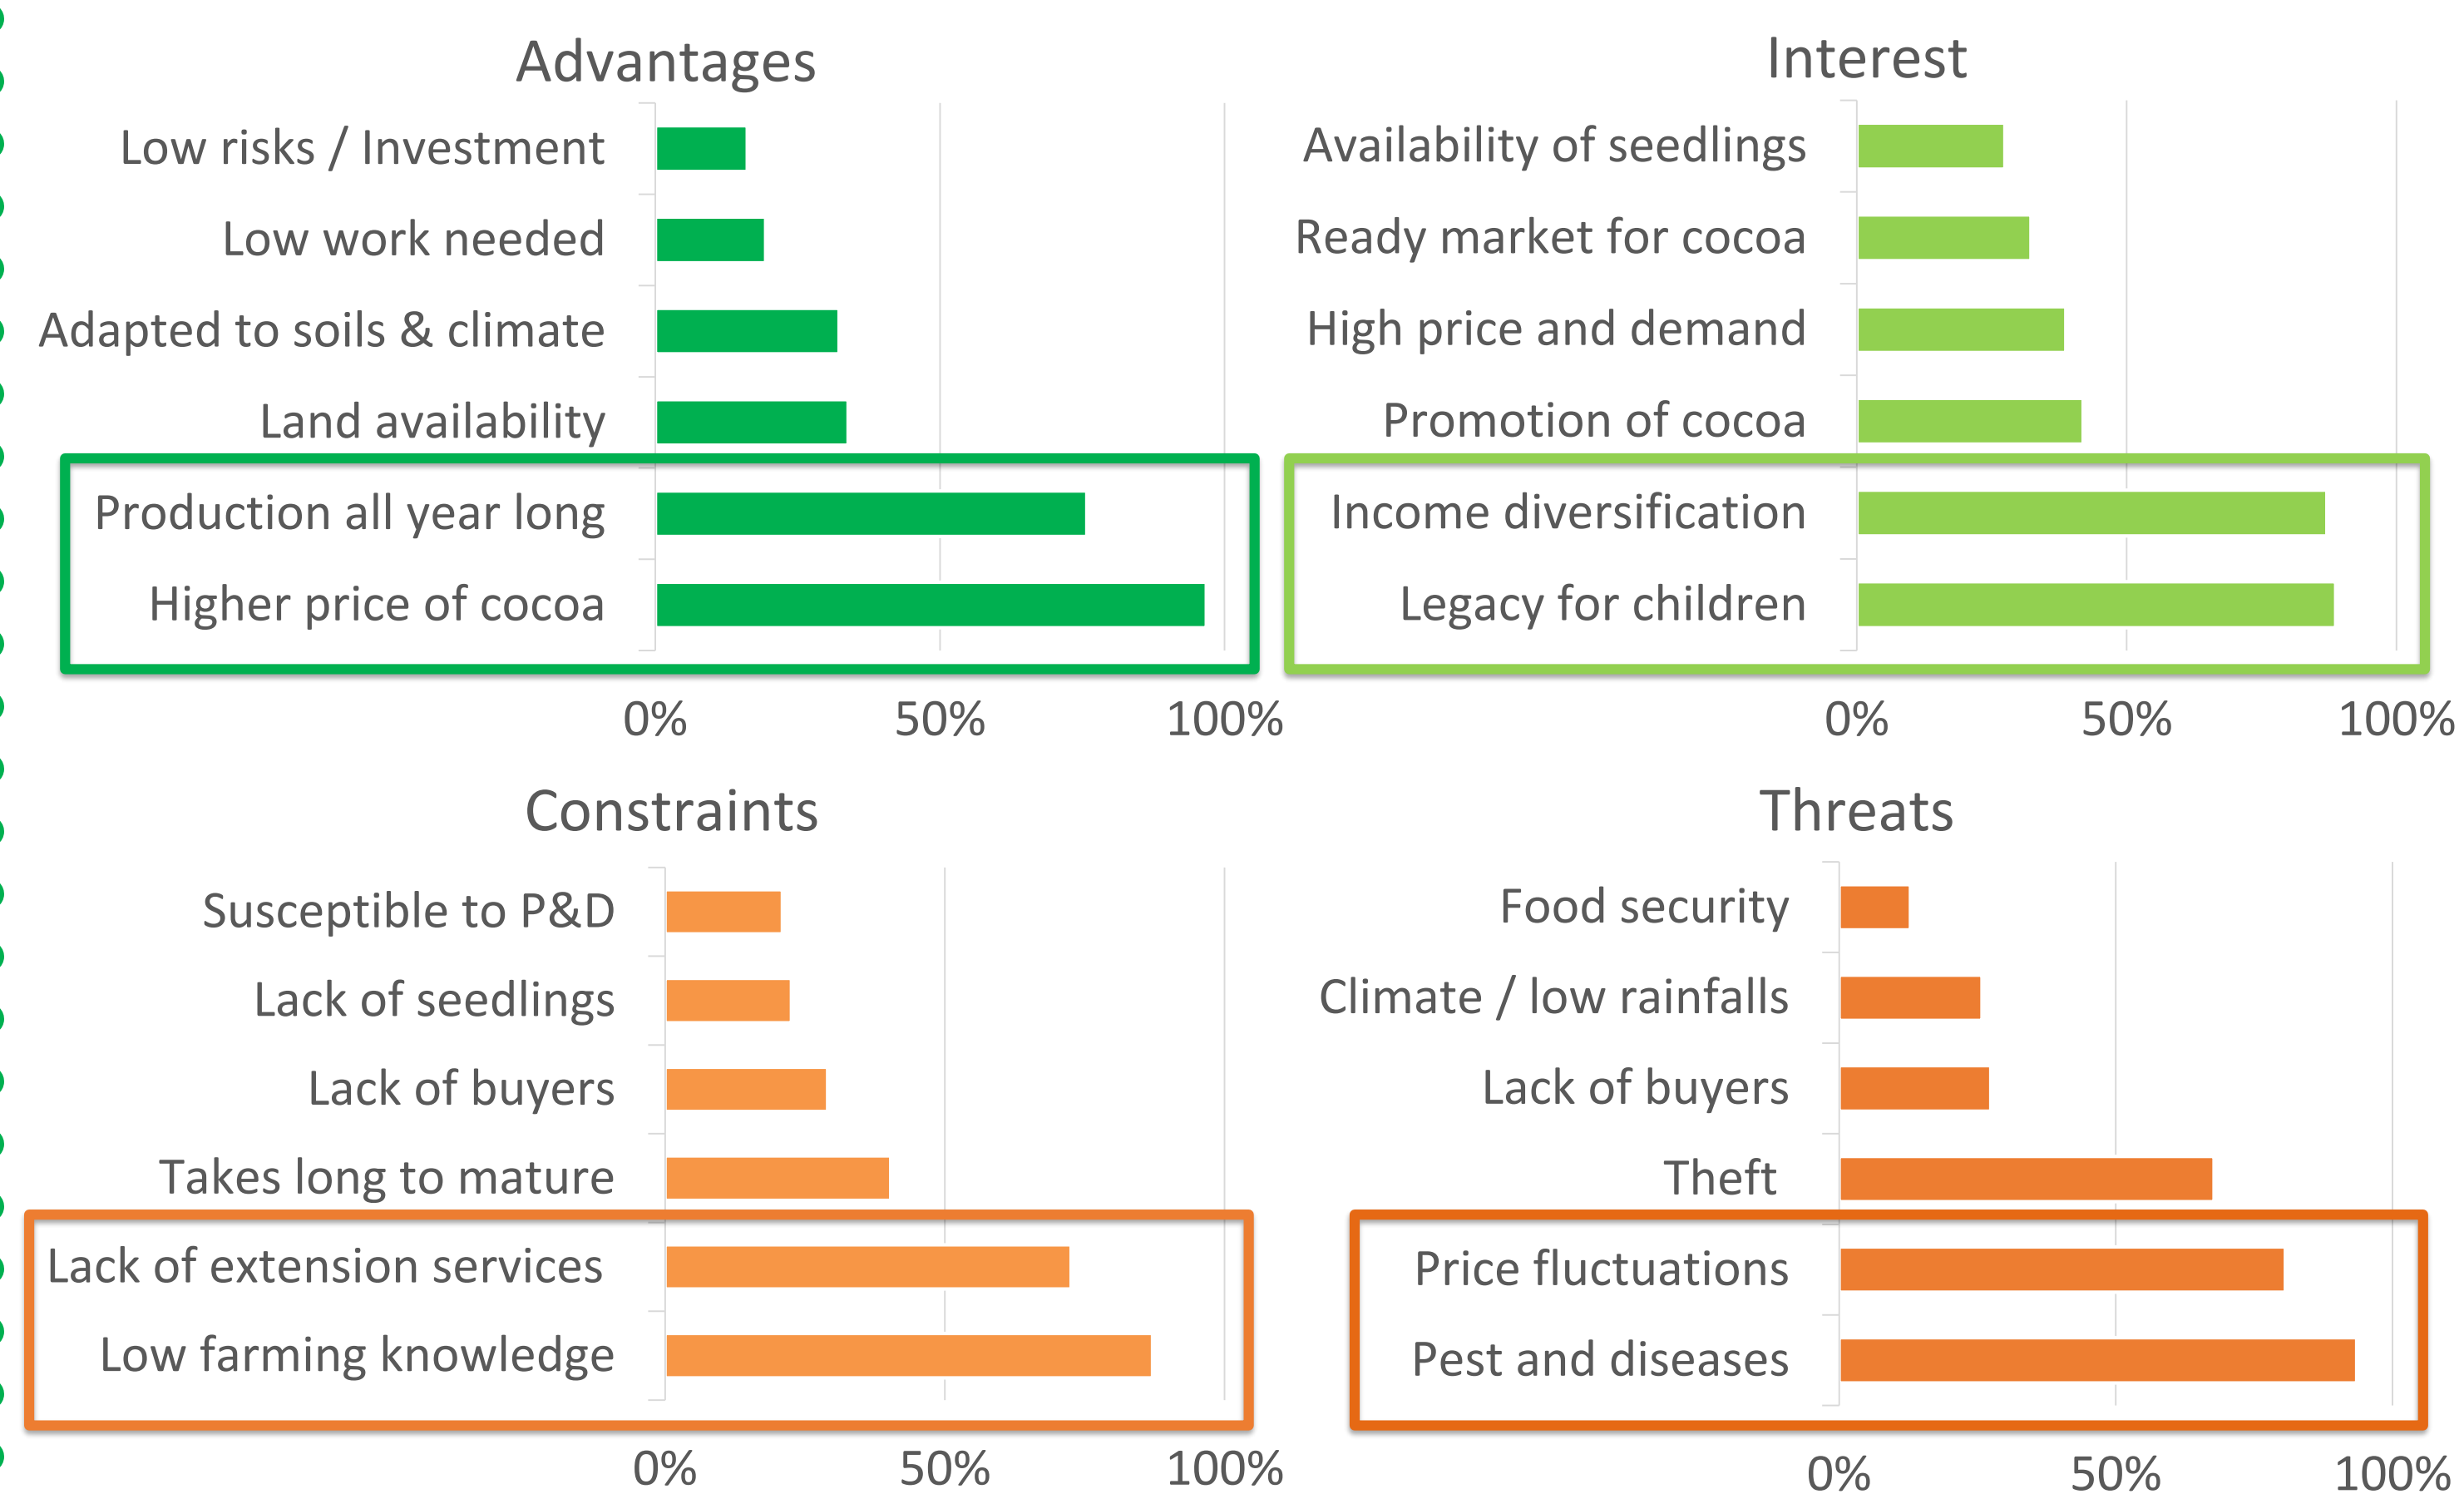 Advantages
Low risks / Investment
Low work needed
Adapted to soils & climate
Land availability
Production all year long
Higher price of cocoa
0% 50% 100%
Interest
Availability of seedlings
Ready market for cocoa
High price and demand
Promotion of cocoa
Income diversification
Legacy for children
0% 50% 100%
Constraints
Susceptible to P&D
Lack of seedlings
Lack of buyers
Takes long to mature
Lack of extension sevices
Low farming knowledge
0% 50% 100%
Threats
Food security
Climate / low rainfalls
Lack of buyers
Theft
Price fluctuations
Pest and diseases
0% 50% 100%